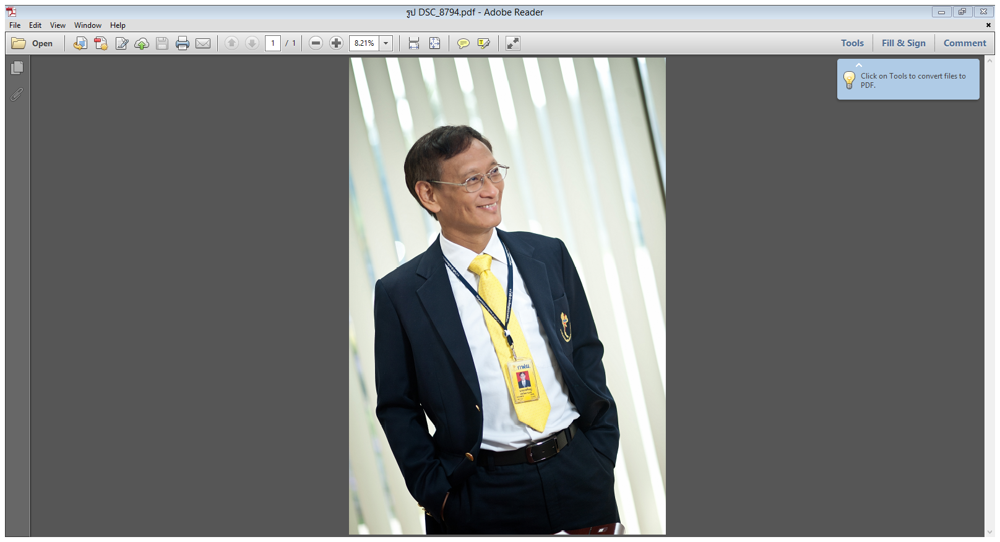 รูป DSC_8794.pdf - Adobe Reader
File Edit View Window Help
Open 1 / 1 8.21% Tools Fill & Sign Comment
Click on Tools to convert files to
PDF.
กฟผ.